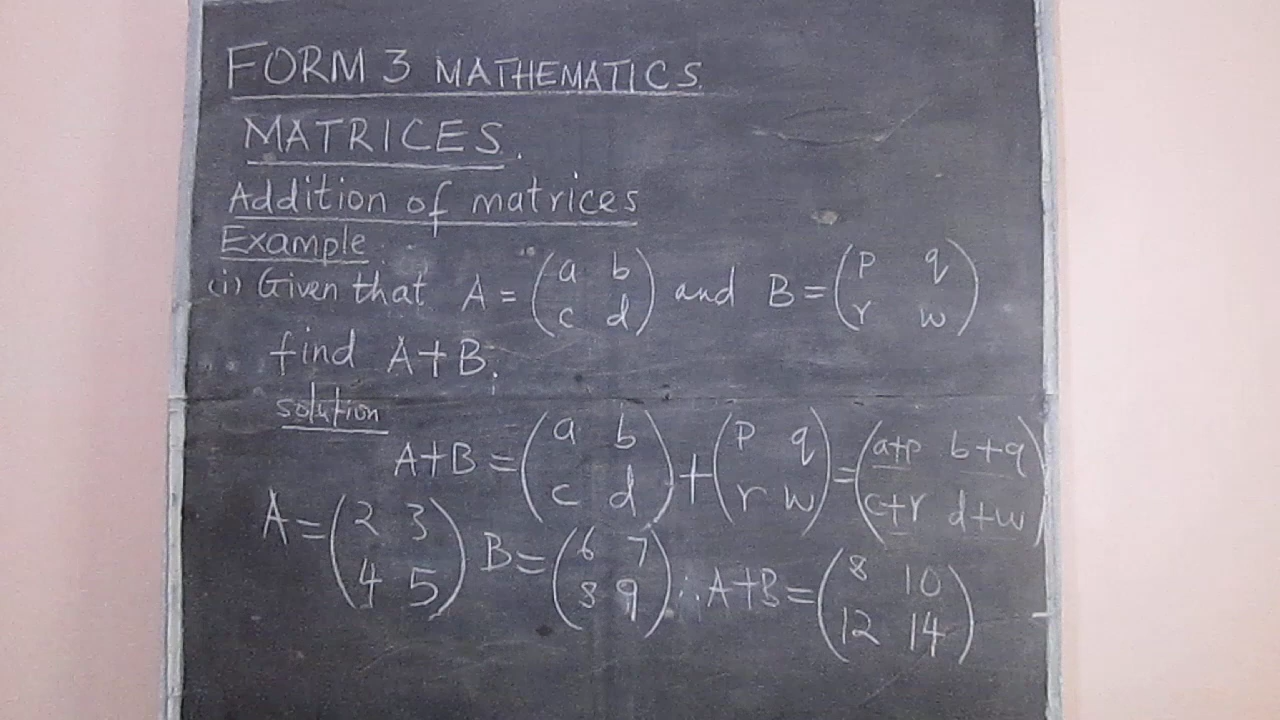 FORM 3 MATHEMATICS
MATRICES.
Addition of matrices
Example
(i) Given that A = (a b / c d) and B = (p q / r w)
find A+B.
solution
A+B = (a b / c d) + (p q / r w) = (a+p b+q / c+r d+w)
A = (2 3 / 4 5) B = (6 7 / 8 9) ∴ A+B = (8 10 / 12 14)